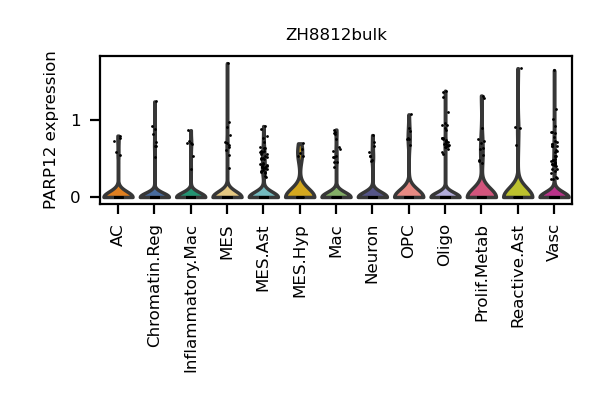 ZH8812bulk
PARP12 expression
1
0
AC
Chromatin.Reg
Inflammatory.Mac
MES
MES.Ast
MES.Hyp
Mac
Neuron
OPC
Oligo
Prolif.Metab
Reactive.Ast
Vasc